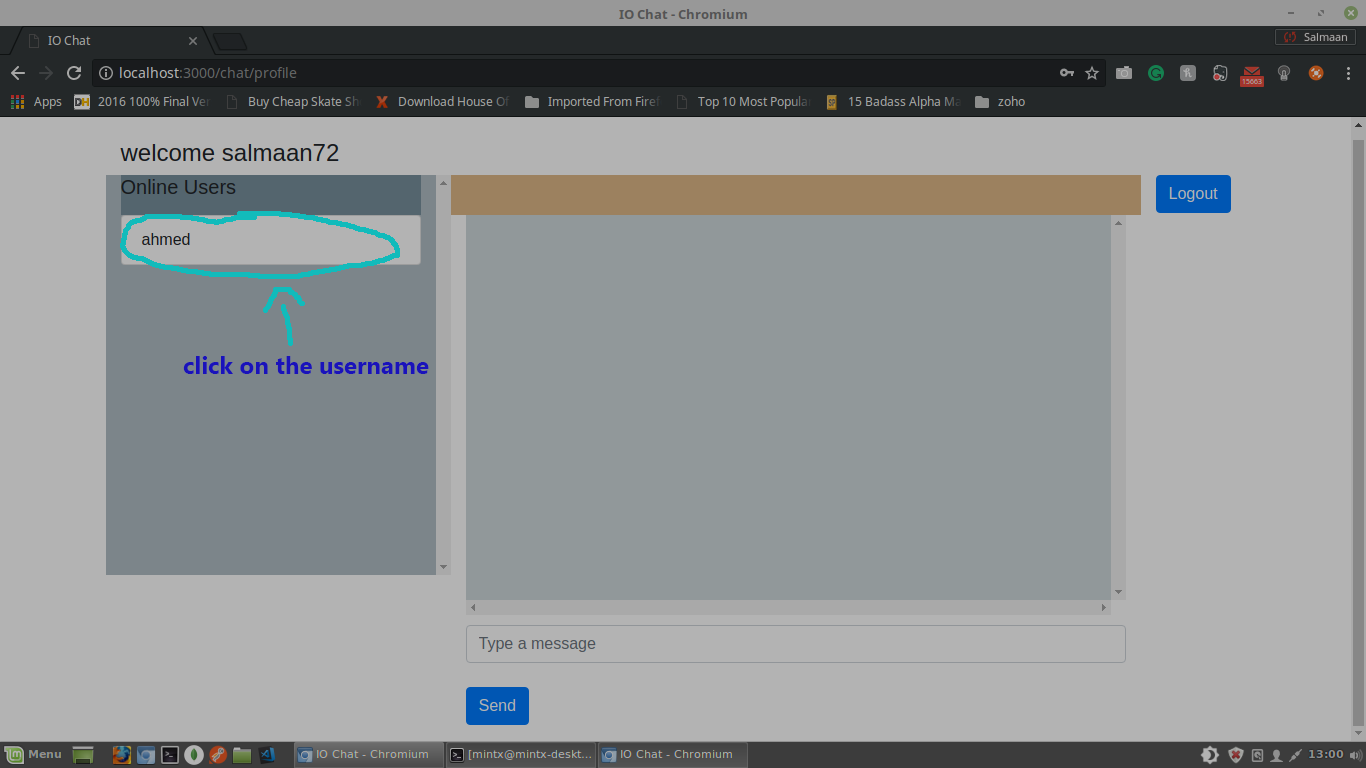 IO Chat - Chromium
IO Chat
Salmaan
localhost:3000/chat/profile
15663
Apps
2016 100% Final Ver
Buy Cheap Skate Sh
Download House Of
Imported From Firef
Top 10 Most Popula
15 Badass Alpha Ma
zoho
welcome salmaan72
Online Users
Logout
ahmed
click on the username
Type a message
Send
Menu
IO Chat - Chromium
[mintx@mintx-deskt...
IO Chat - Chromium
13:00